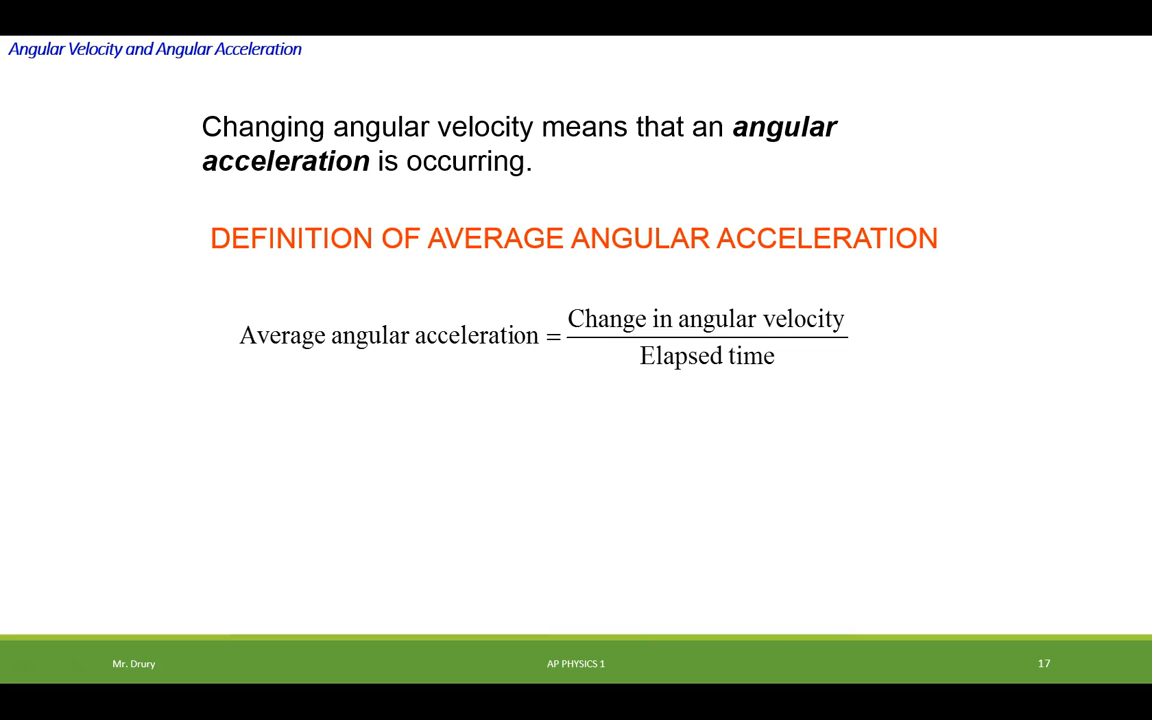 Angular Velocity and Angular Acceleration
Changing angular velocity means that an angular
acceleration is occurring.
DEFINITION OF AVERAGE ANGULAR ACCELERATION
Average angular acceleration = Change in angular velocity
Elapsed time
Mr. Drury
AP PHYSICS 1
17